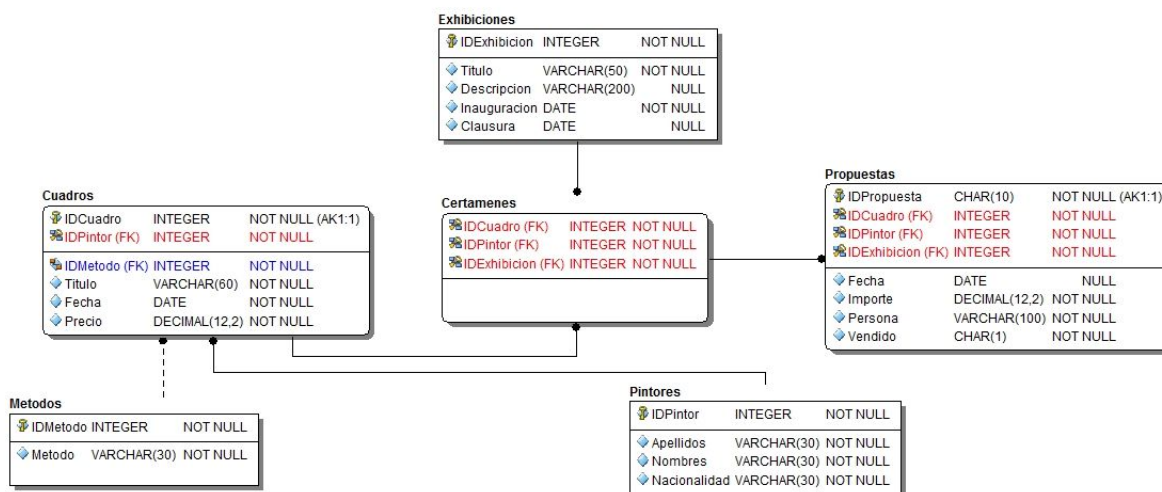 Exhibiciones
IDExhibicion INTEGER NOT NULL
Titulo VARCHAR(50) NOT NULL
Descripcion VARCHAR(200) NULL
Inauguracion DATE NOT NULL
Clausura DATE NULL
Cuadros
IDCuadro INTEGER NOT NULL (AK1:1)
IDPintor (FK) INTEGER NOT NULL
IDMetodo (FK) INTEGER NOT NULL
Titulo VARCHAR(60) NOT NULL
Fecha DATE NOT NULL
Precio DECIMAL(12,2) NOT NULL
Certamenes
IDCuadro (FK) INTEGER NOT NULL
IDPintor (FK) INTEGER NOT NULL
IDExhibicion (FK) INTEGER NOT NULL
Propuestas
IDPropuesta CHAR(10) NOT NULL (AK1:1)
IDCuadro (FK) INTEGER NOT NULL
IDPintor (FK) INTEGER NOT NULL
IDExhibicion (FK) INTEGER NOT NULL
Fecha DATE NULL
Importe DECIMAL(12,2) NOT NULL
Persona VARCHAR(100) NOT NULL
Vendido CHAR(1) NOT NULL
Metodos
IDMetodo INTEGER NOT NULL
Metodo VARCHAR(30) NOT NULL
Pintores
IDPintor INTEGER NOT NULL
Apellidos VARCHAR(30) NOT NULL
Nombres VARCHAR(30) NOT NULL
Nacionalidad VARCHAR(30) NOT NULL